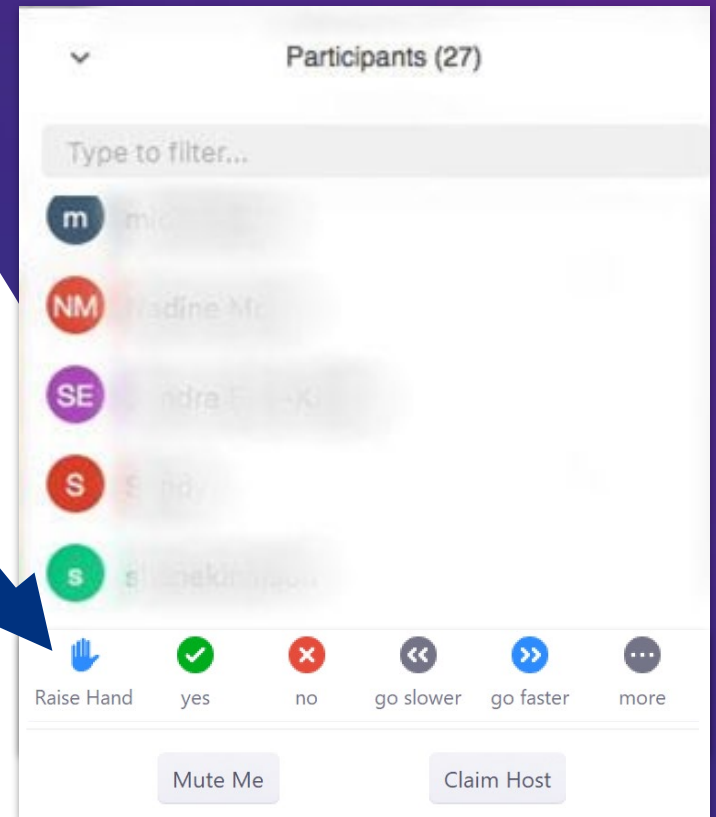 Participants (27)
Type to filter...
m
NM
SE
S
s
Raise Hand yes no go slower go faster more
Mute Me Claim Host